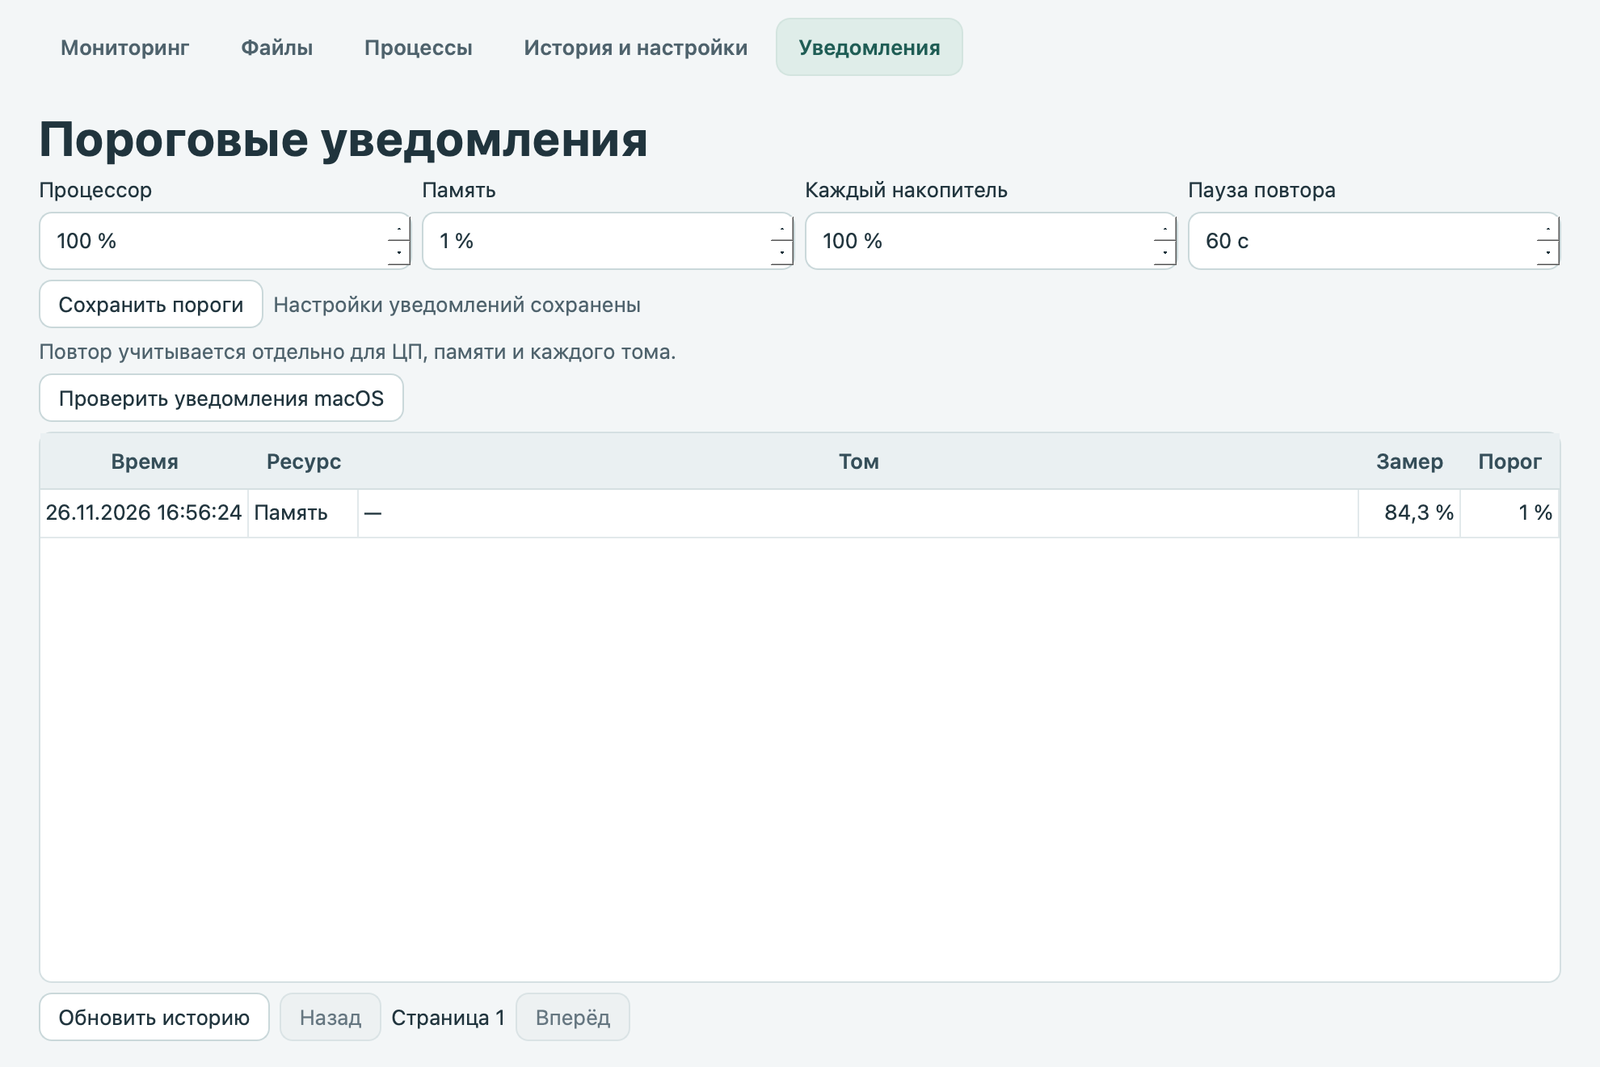 Мониторинг Файлы Процессы История и настройки Уведомления
Пороговые уведомления
Процессор Память Каждый накопитель Пауза повтора
100 % 1 % 100 % 60 с
Сохранить пороги Настройки уведомлений сохранены
Повтор учитывается отдельно для ЦП, памяти и каждого тома.
Проверить уведомления macOS
Время Ресурс Том Замер Порог
26.11.2026 16:56:24 Память — 84,3 % 1 %
Обновить историю Назад Страница 1 Вперёд